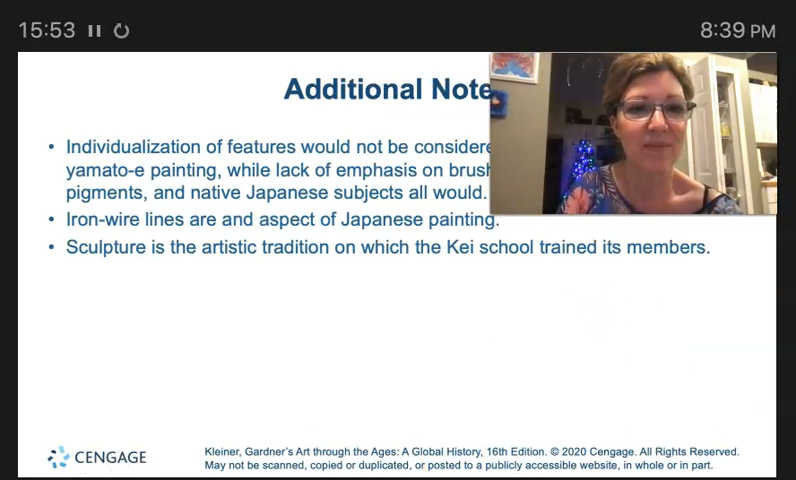 15:53
8:39 PM
Additional Note
• Individualization of features would not be considere
yamato-e painting, while lack of emphasis on brush
pigments, and native Japanese subjects all would.
• Iron-wire lines are and aspect of Japanese painting.
• Sculpture is the artistic tradition on which the Kei school trained its members.
CENGAGE
Kleiner, Gardner's Art through the Ages: A Global History, 16th Edition. © 2020 Cengage. All Rights Reserved.
May not be scanned, copied or duplicated, or posted to a publicly accessible website, in whole or in part.